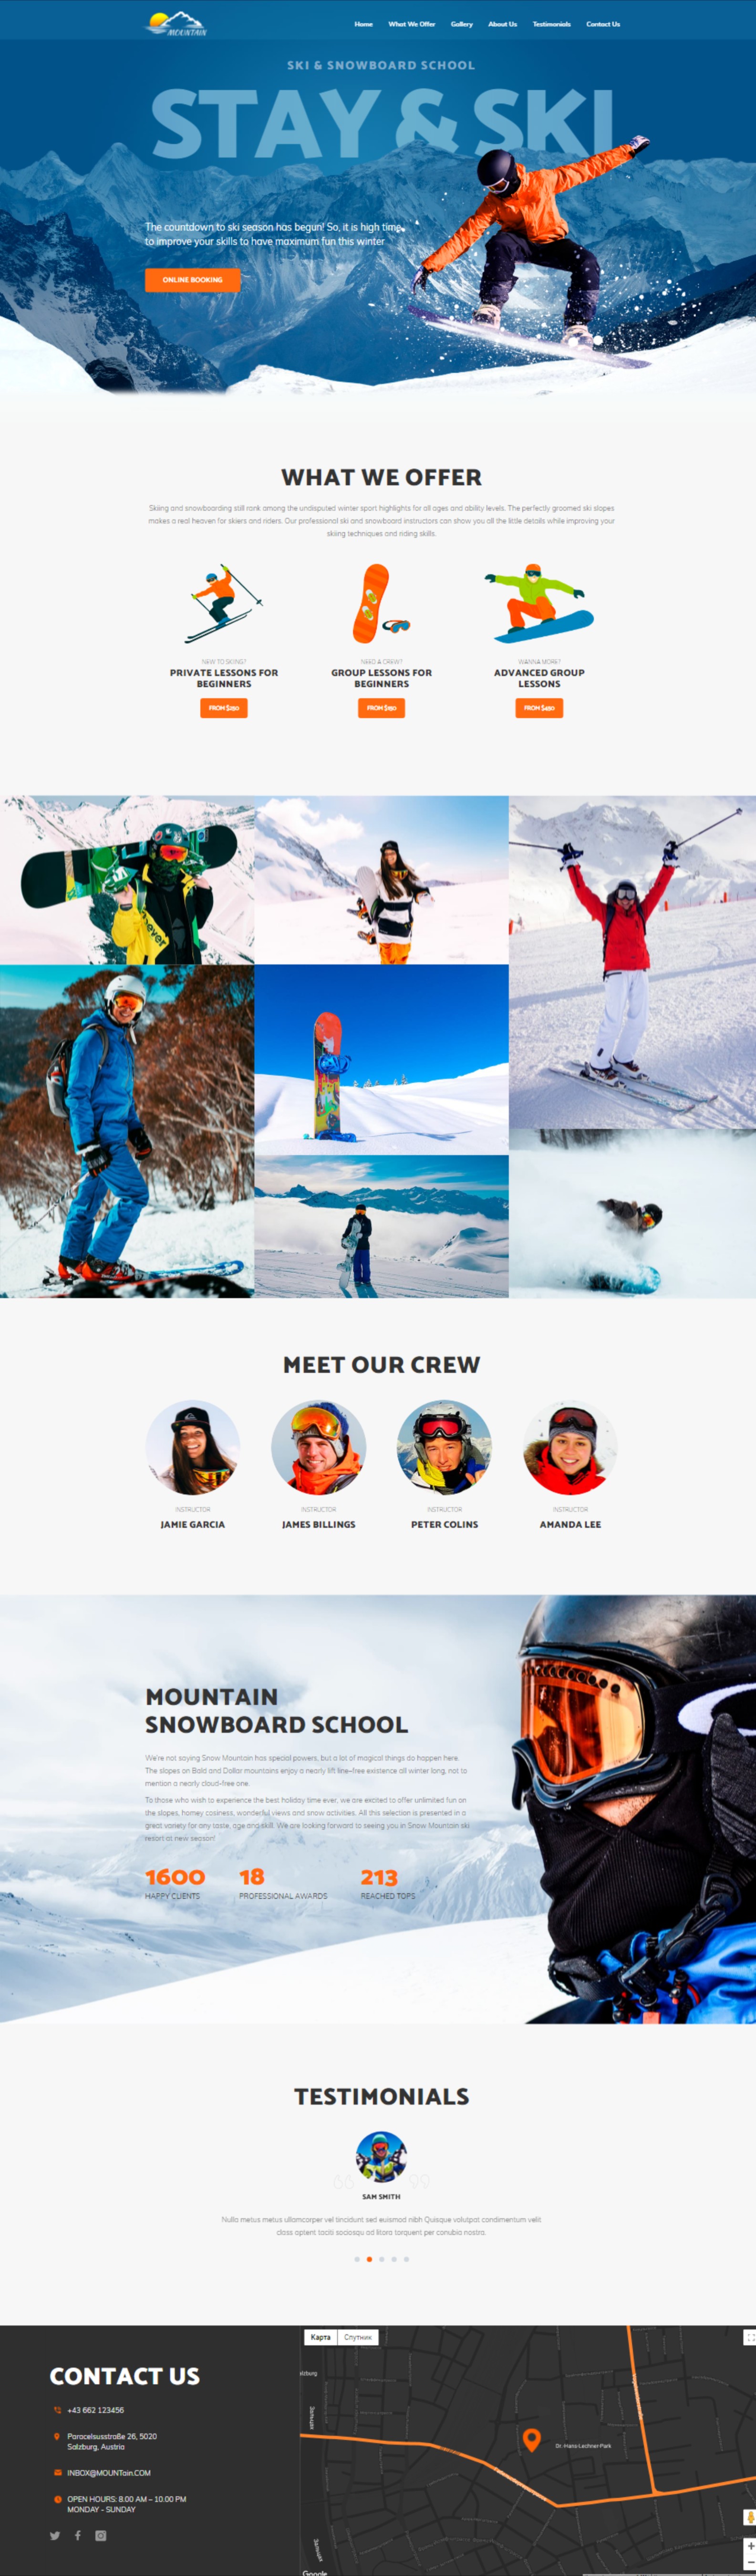 MOUNTAIN
Home What We Offer Gallery About Us Testimonials Contact Us
SKI & SNOWBOARD SCHOOL
STAY & SKI
The countdown to ski season has begun! So, it is high time
to improve your skills to have maximum fun this winter
ONLINE BOOKING
WHAT WE OFFER
Skiing and snowboarding still rank among the undisputed winter sport highlights for all ages and ability levels. The perfectly groomed ski slopes
makes a real heaven for skiers and riders. Our professional ski and snowboard instructors can show you all the little details while improving your
skiing techniques and riding skills.
NEW TO SKIING?
PRIVATE LESSONS FOR
BEGINNERS
FROM
NEED A CREW?
GROUP LESSONS FOR
BEGINNERS
FROM
WANNA MORE?
ADVANCED GROUP
LESSONS
FROM
MEET OUR CREW
INSTRUCTOR
JAMIE GARCIA
INSTRUCTOR
JAMES BILLINGS
INSTRUCTOR
PETER COLINS
INSTRUCTOR
AMANDA LEE
MOUNTAIN
SNOWBOARD SCHOOL
We're not saying Snow Mountain has special powers, but a lot of magical things do happen here.
The slopes on Bald and Dollar mountains enjoy a nearly lift line-free existence all winter long, not to
mention a nearly cloud-free one.
To those who wish to experience the best holiday time ever, we are excited to offer unlimited fun on
the slopes, homey cosiness, wonderful views and snow activities. All this selection is presented in a
great variety for any taste, age and skill. We are looking forward to seeing you in Snow Mountain ski
resort at new season!
1600
HAPPY CLIENTS
18
PROFESSIONAL AWARDS
213
REACHED TOPS
TESTIMONIALS
SAM SMITH
Nulla metus metus ullamcorper vel tincidunt sed euismod nibh Quisque volutpat condimentum velit
class aptent taciti sociosqu ad litora torquent per conubia nostra.
CONTACT US
+43 662 123456
Paracelsusstraße 26, 5020
Salzburg, Austria
INBOX@MOUNTain.COM
OPEN HOURS: 8.00 AM – 10.00 PM
MONDAY - SUNDAY
Карта Спутник
Dr. Hans-Lechner-Park
Google